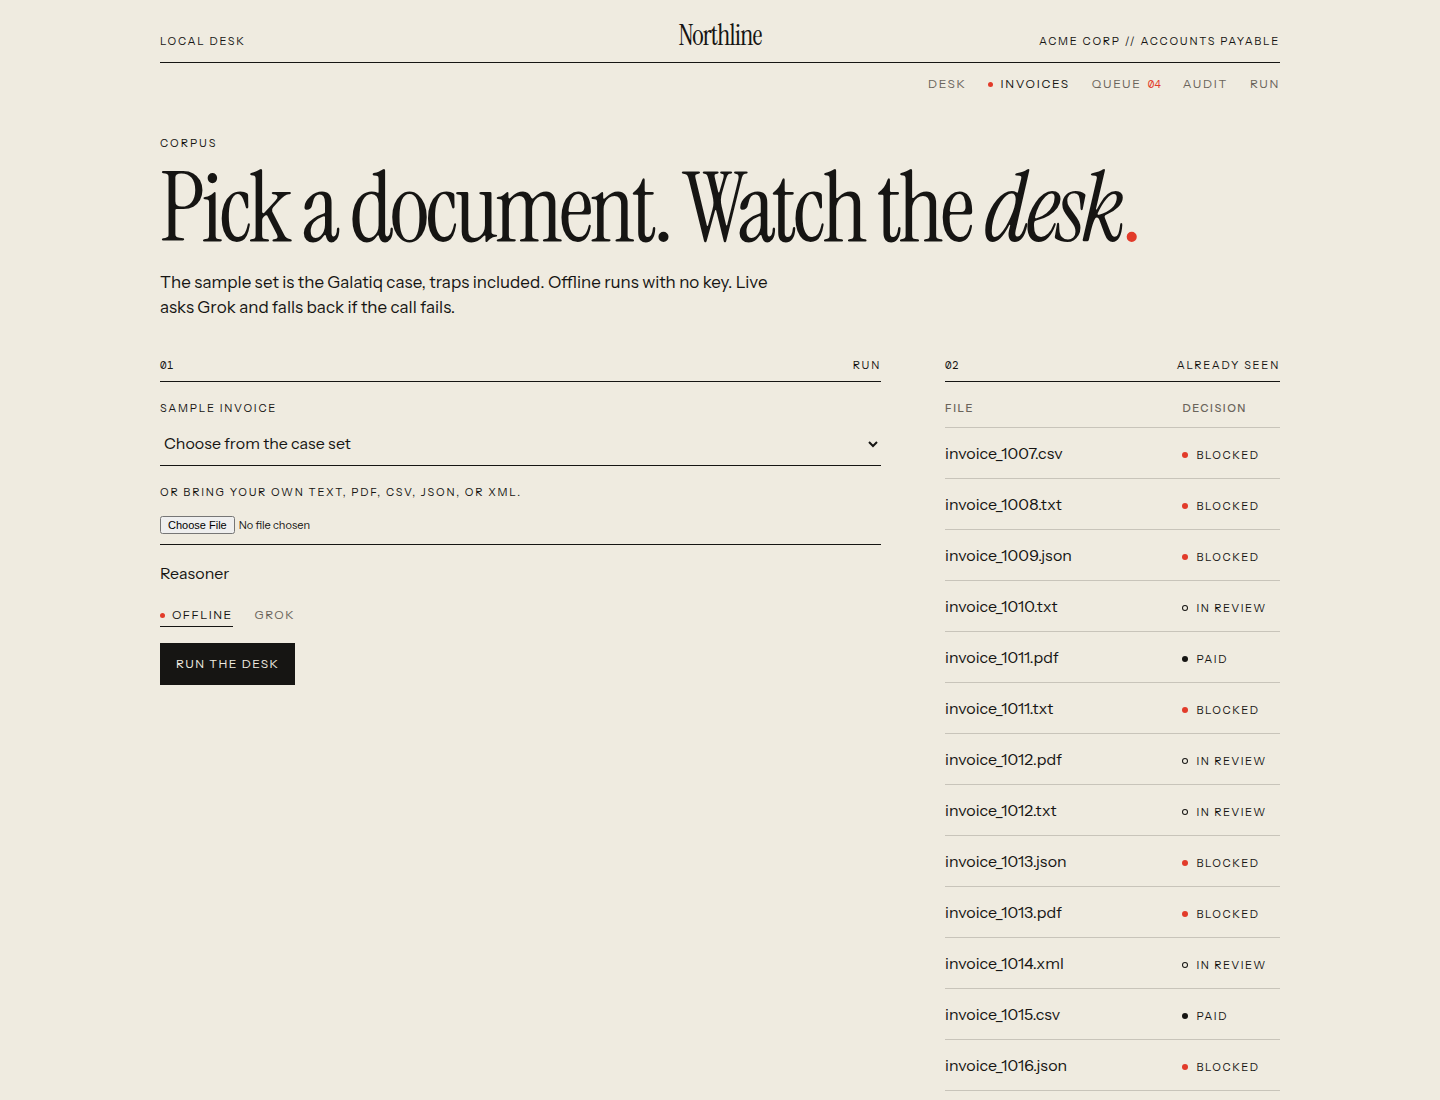 LOCAL DESK
Northline
ACME CORP // ACCOUNTS PAYABLE
DESK INVOICES QUEUE 04 AUDIT RUN
CORPUS
Pick a document. Watch the desk.
The sample set is the Galatiq case, traps included. Offline runs with no key. Live
asks Grok and falls back if the call fails.
01 RUN
SAMPLE INVOICE
Choose from the case set
OR BRING YOUR OWN TEXT, PDF, CSV, JSON, OR XML.
Choose File No file chosen
Reasoner
OFFLINE GROK
RUN THE DESK
02 ALREADY SEEN
FILE DECISION
invoice_1007.csv BLOCKED
invoice_1008.txt BLOCKED
invoice_1009.json BLOCKED
invoice_1010.txt IN REVIEW
invoice_1011.pdf PAID
invoice_1011.txt BLOCKED
invoice_1012.pdf IN REVIEW
invoice_1012.txt IN REVIEW
invoice_1013.json BLOCKED
invoice_1013.pdf BLOCKED
invoice_1014.xml IN REVIEW
invoice_1015.csv PAID
invoice_1016.json BLOCKED